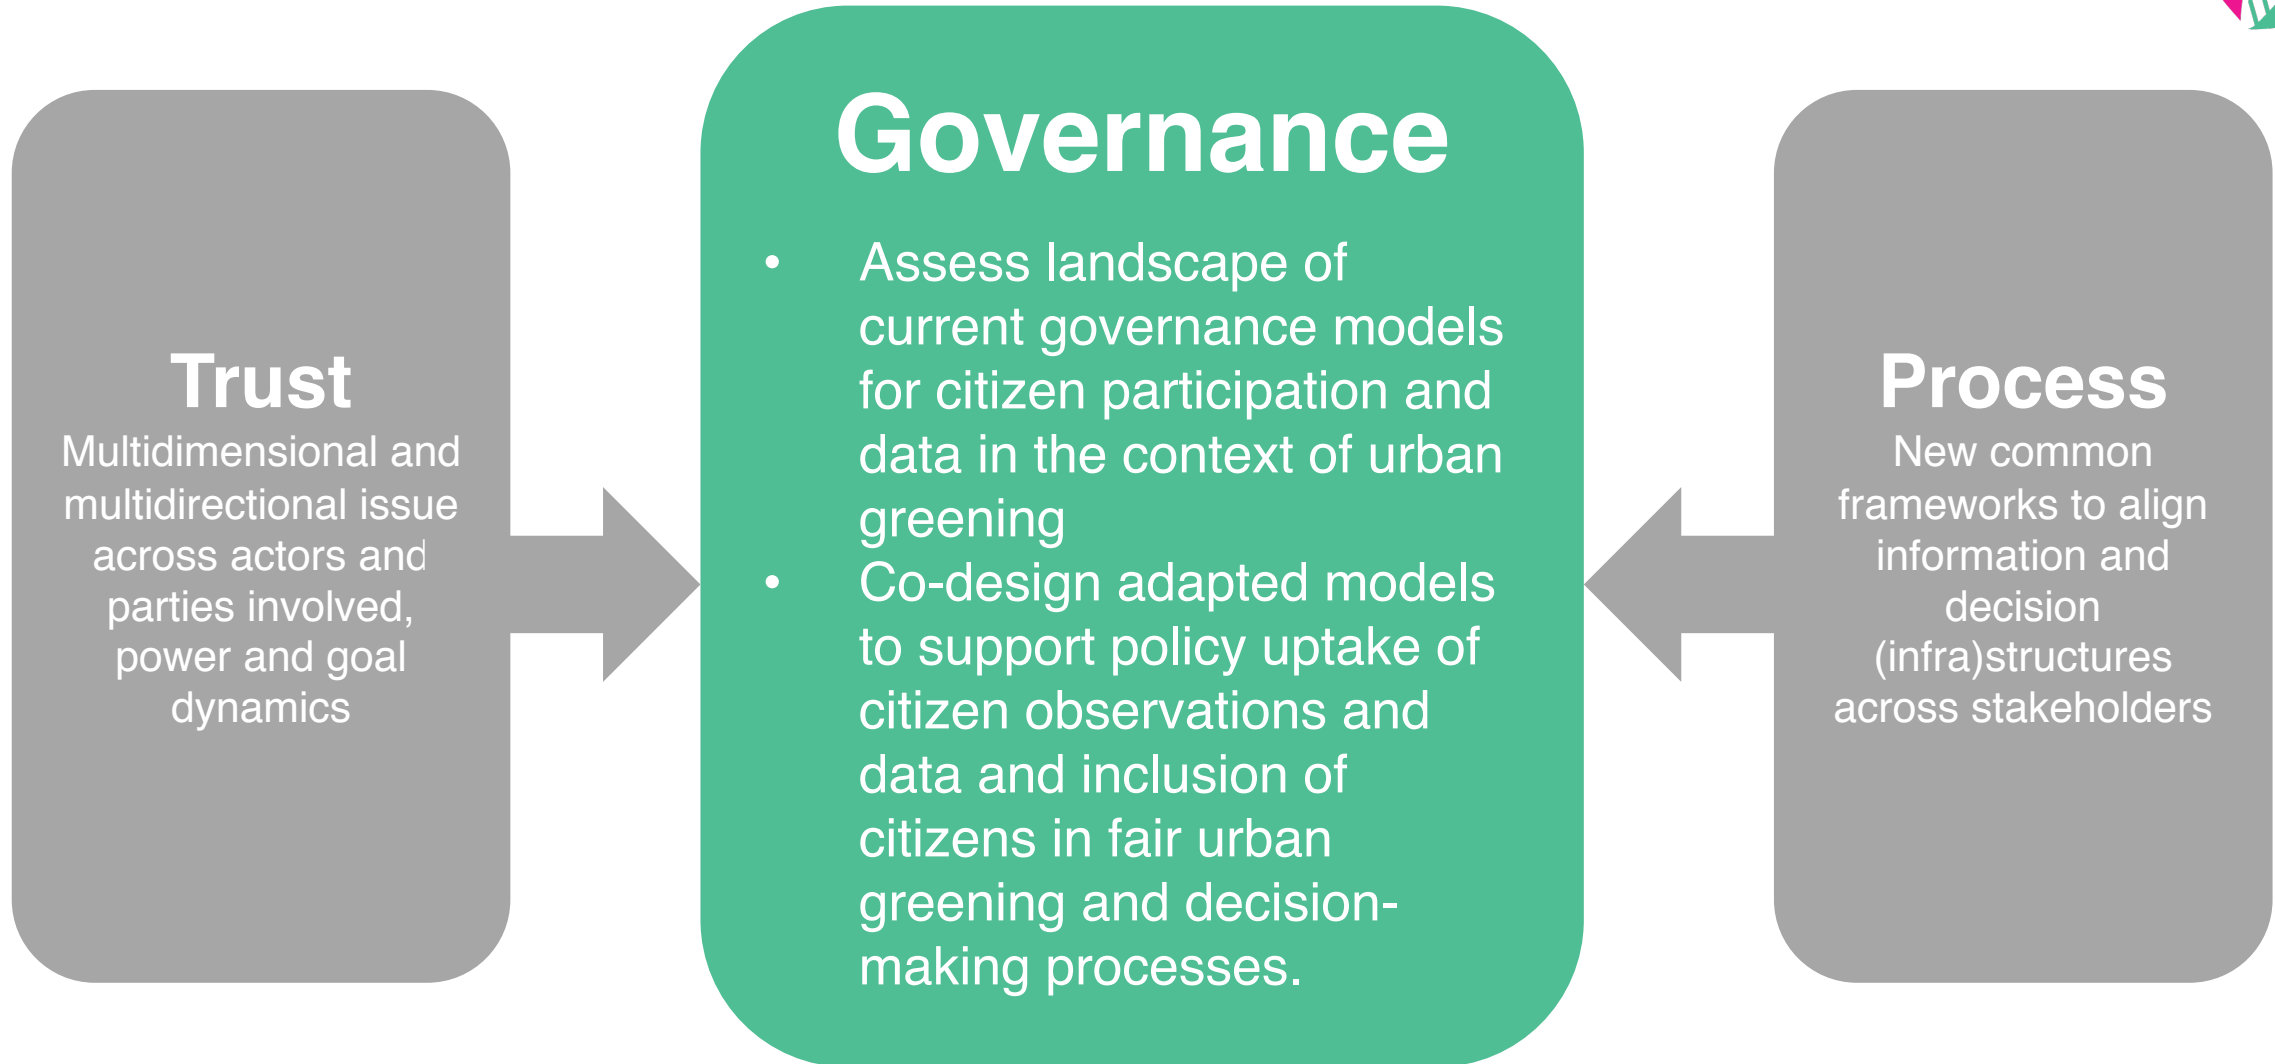 Trust
Multidimensional and
multidirectional issue
across actors and
parties involved,
power and goal
dynamics
Governance
• Assess landscape of
current governance models
for citizen participation and
data in the context of urban
greening
• Co-design adapted models
to support policy uptake of
citizen observations and
data and inclusion of
citizens in fair urban
greening and decision-
making processes.
Process
New common
frameworks to align
information and
decision
(infra)structures
across stakeholders